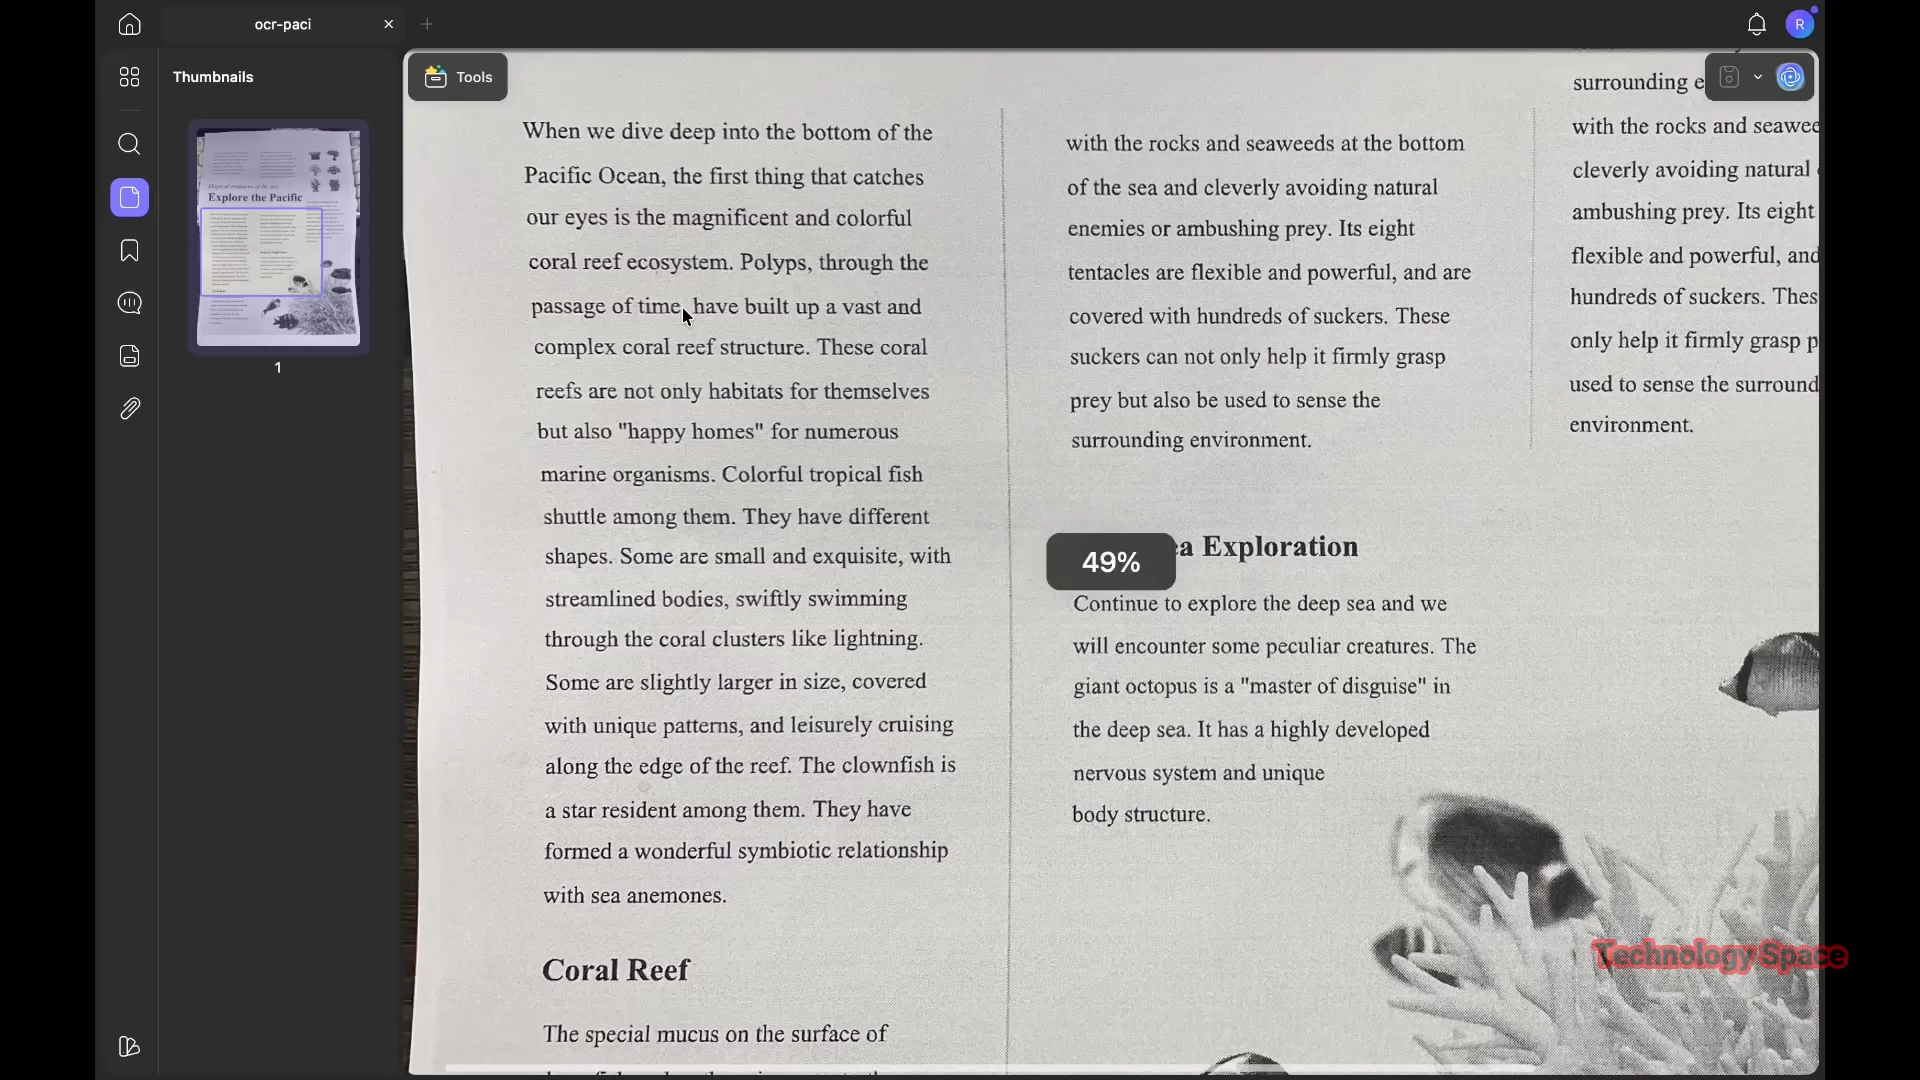 ocr-paci
R
Thumbnails
Explore the Pacific
1
Tools
When we dive deep into the bottom of the
Pacific Ocean, the first thing that catches
our eyes is the magnificent and colorful
coral reef ecosystem. Polyps, through the
passage of time, have built up a vast and
complex coral reef structure. These coral
reefs are not only habitats for themselves
but also "happy homes" for numerous
marine organisms. Colorful tropical fish
shuttle among them. They have different
shapes. Some are small and exquisite, with
streamlined bodies, swiftly swimming
through the coral clusters like lightning.
Some are slightly larger in size, covered
with unique patterns, and leisurely cruising
along the edge of the reef. The clownfish is
a star resident among them. They have
formed a wonderful symbiotic relationship
with sea anemones.
Coral Reef
The special mucus on the surface of
with the rocks and seaweeds at the bottom
of the sea and cleverly avoiding natural
enemies or ambushing prey. Its eight
tentacles are flexible and powerful, and are
covered with hundreds of suckers. These
suckers can not only help it firmly grasp
prey but also be used to sense the
surrounding environment.
49%
a Exploration
Continue to explore the deep sea and we
will encounter some peculiar creatures. The
giant octopus is a "master of disguise" in
the deep sea. It has a highly developed
nervous system and unique
body structure.
surrounding e
with the rocks and seawee
cleverly avoiding natural
ambushing prey. Its eight
flexible and powerful, and
hundreds of suckers. Thes
only help it firmly grasp p
used to sense the surround
environment.
Technology Space